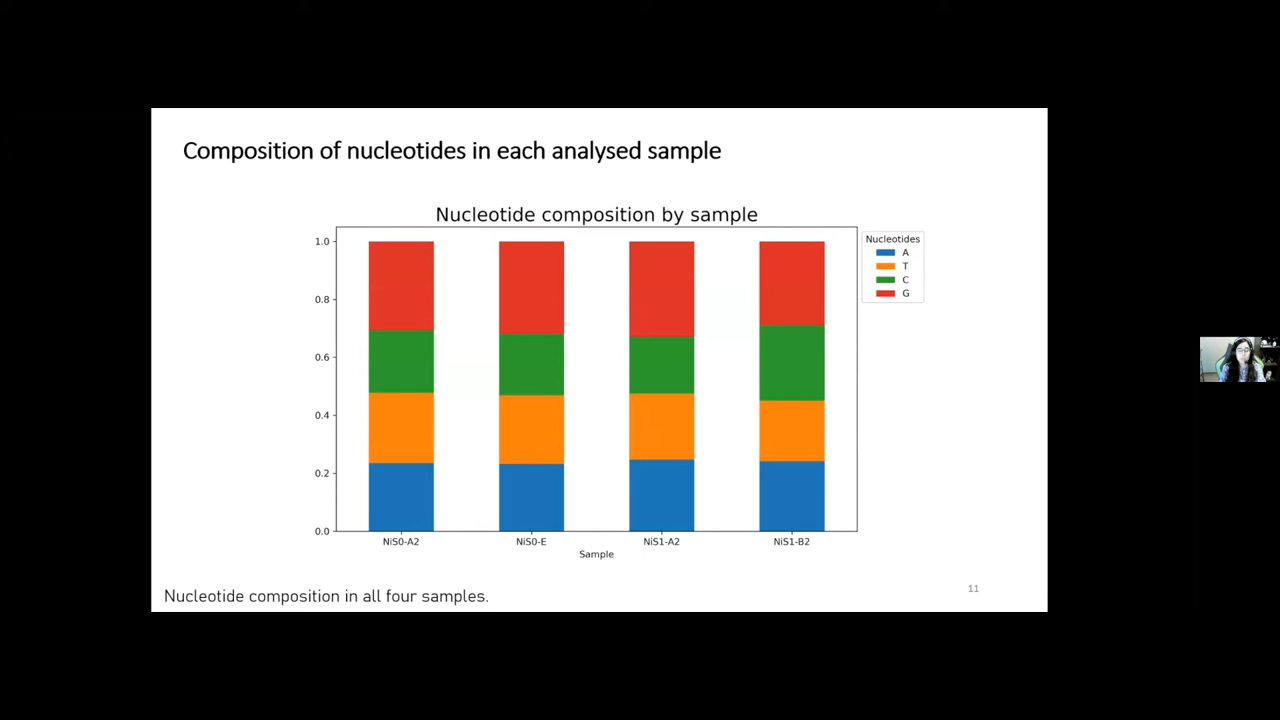 Composition of nucleotides in each analysed sample
Nucleotide composition by sample
1.0
0.8
0.6
0.4
0.2
0.0
NiS0-A2
NiS0-E
NiS1-A2
NiS1-B2
Sample
Nucleotides
A
T
C
G
Nucleotide composition in all four samples.
11